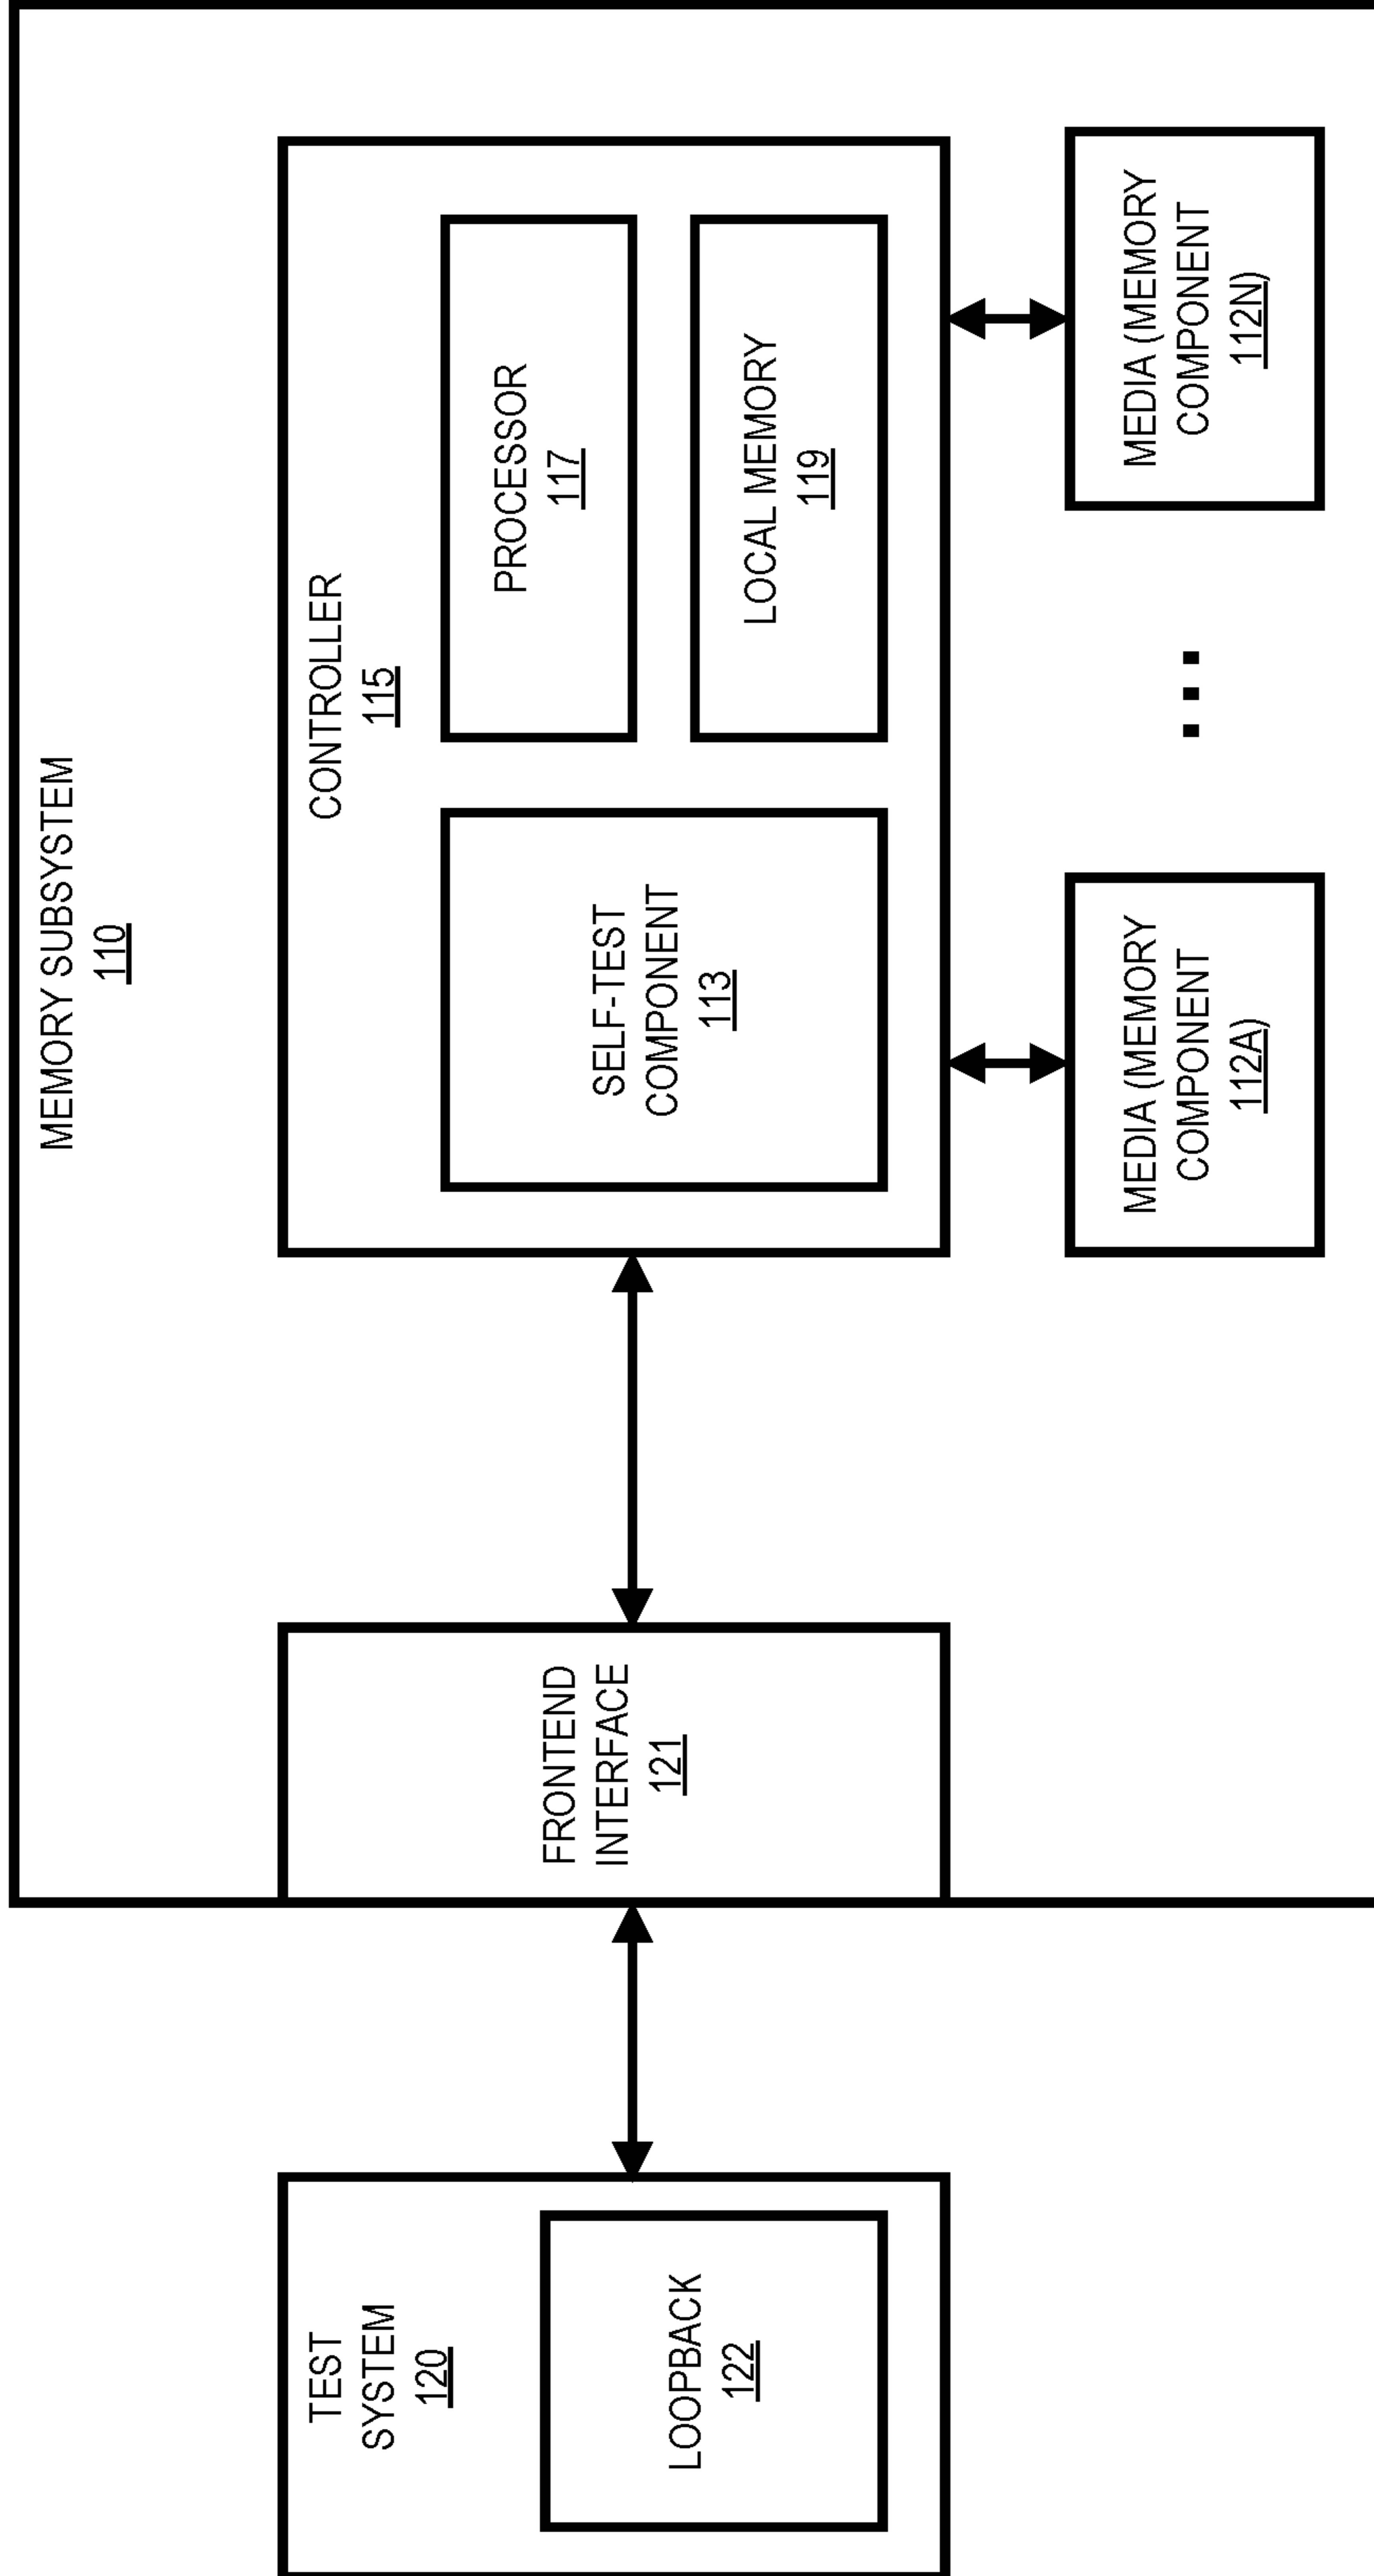 MEMORY SUBSYSTEM
110
TEST
SYSTEM
120
LOOPBACK
122
FRONTEND
INTERFACE
121
CONTROLLER
115
SELF-TEST
COMPONENT
113
PROCESSOR
117
LOCAL MEMORY
119
MEDIA (MEMORY
COMPONENT
112A)
...
MEDIA (MEMORY
COMPONENT
112N)